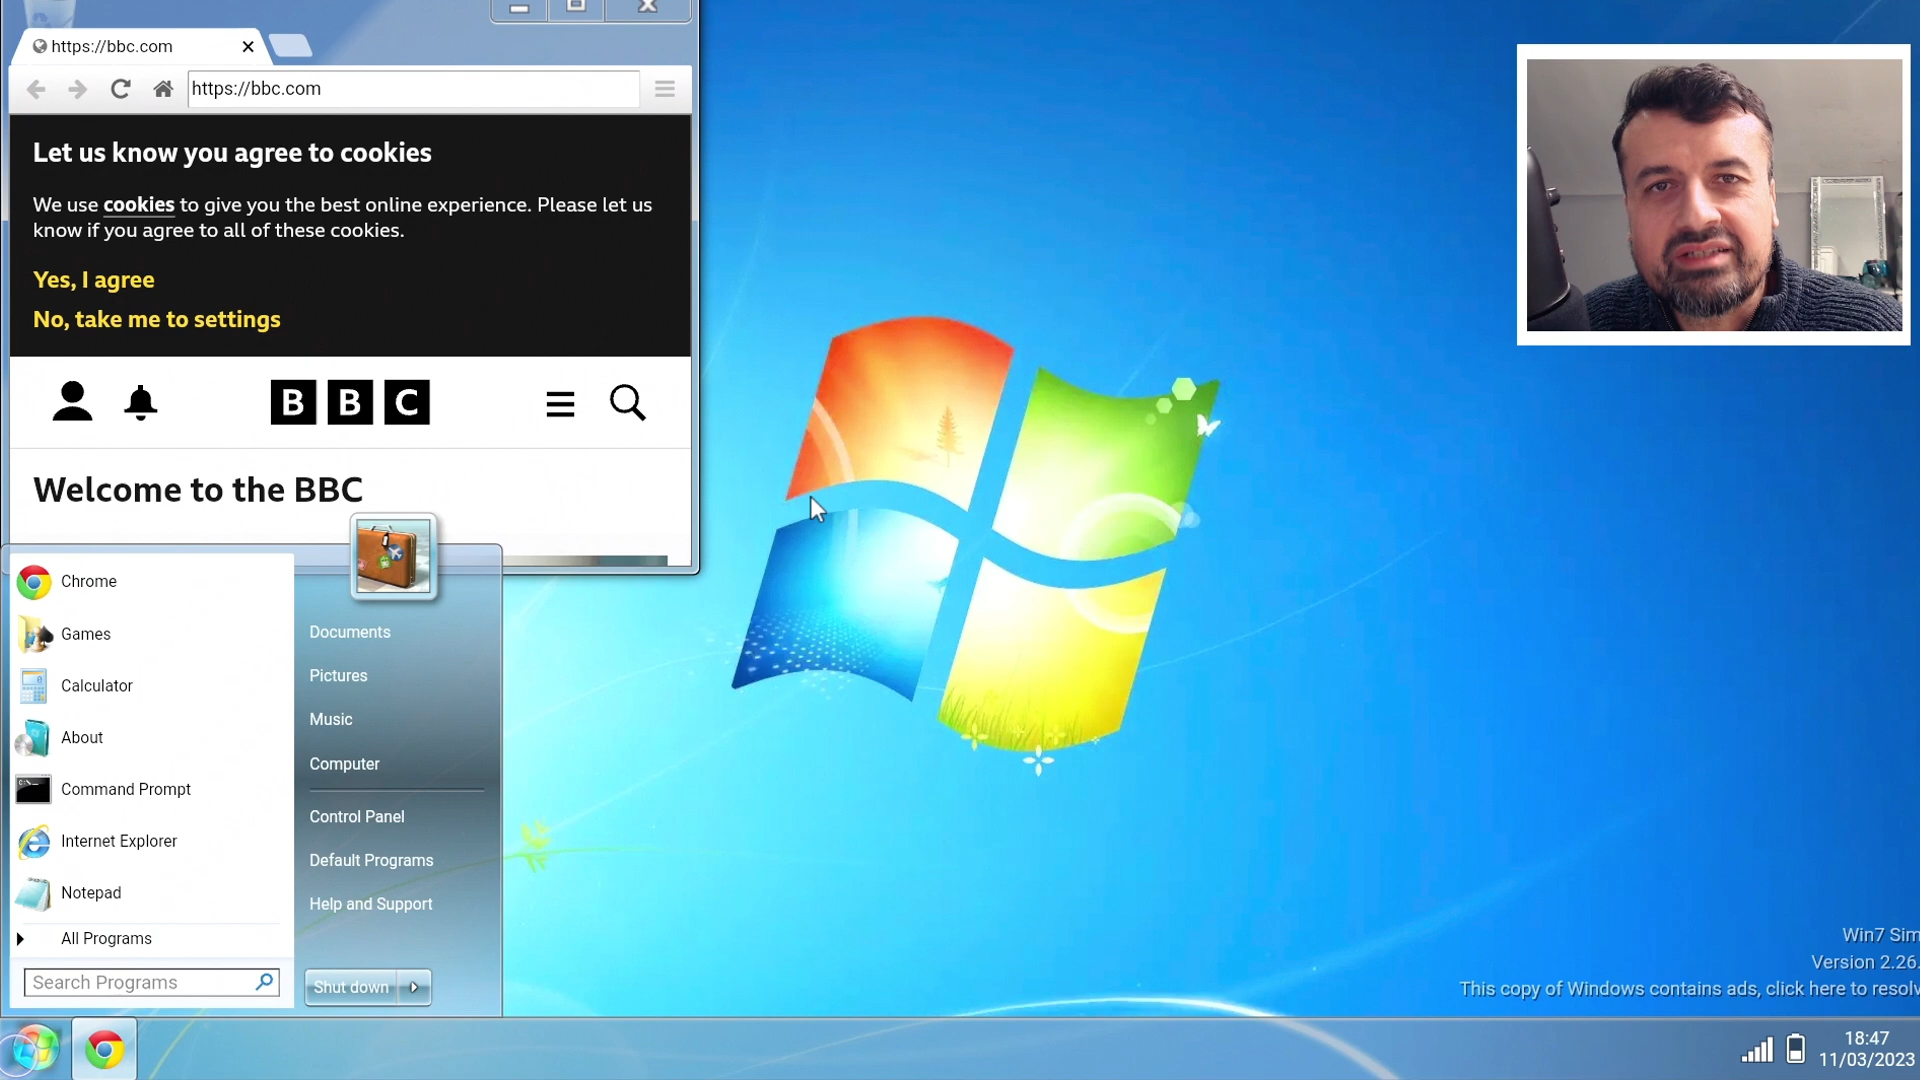 https://bbc.com
https://bbc.com
Let us know you agree to cookies
We use cookies to give you the best online experience. Please let us
know if you agree to all of these cookies.
Yes, I agree
No, take me to settings
BBC
Welcome to the BBC
Chrome
Games
Calculator
About
Command Prompt
Internet Explorer
Notepad
All Programs
Search Programs
Documents
Pictures
Music
Computer
Control Panel
Default Programs
Help and Support
Shut down
Win7 Sim
Version 2.26.
This copy of Windows contains ads, click here to resolv
18:47
11/03/2023